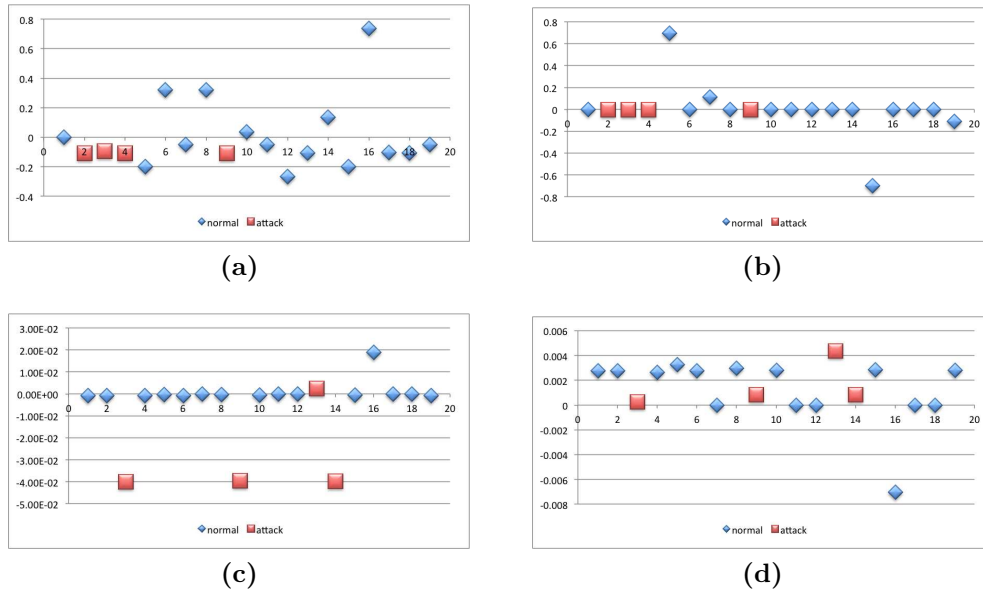 0.8
0.6
0.4
0.2
0
-0.2
-0.4
0 2 4 6 8 10 12 14 16 18 20
normal attack
(a)
0.8
0.6
0.4
0.2
0
-0.2
-0.4
-0.6
-0.8
0 2 4 6 8 10 12 14 16 18 20
normal attack
(b)
3.00E-02
2.00E-02
1.00E-02
0.00E+00
-1.00E-02
-2.00E-02
-3.00E-02
-4.00E-02
-5.00E-02
0 2 4 6 8 10 12 14 16 18 20
normal attack
(c)
0.006
0.004
0.002
0
-0.002
-0.004
-0.006
-0.008
0 2 4 6 8 10 12 14 16 18 20
normal attack
(d)